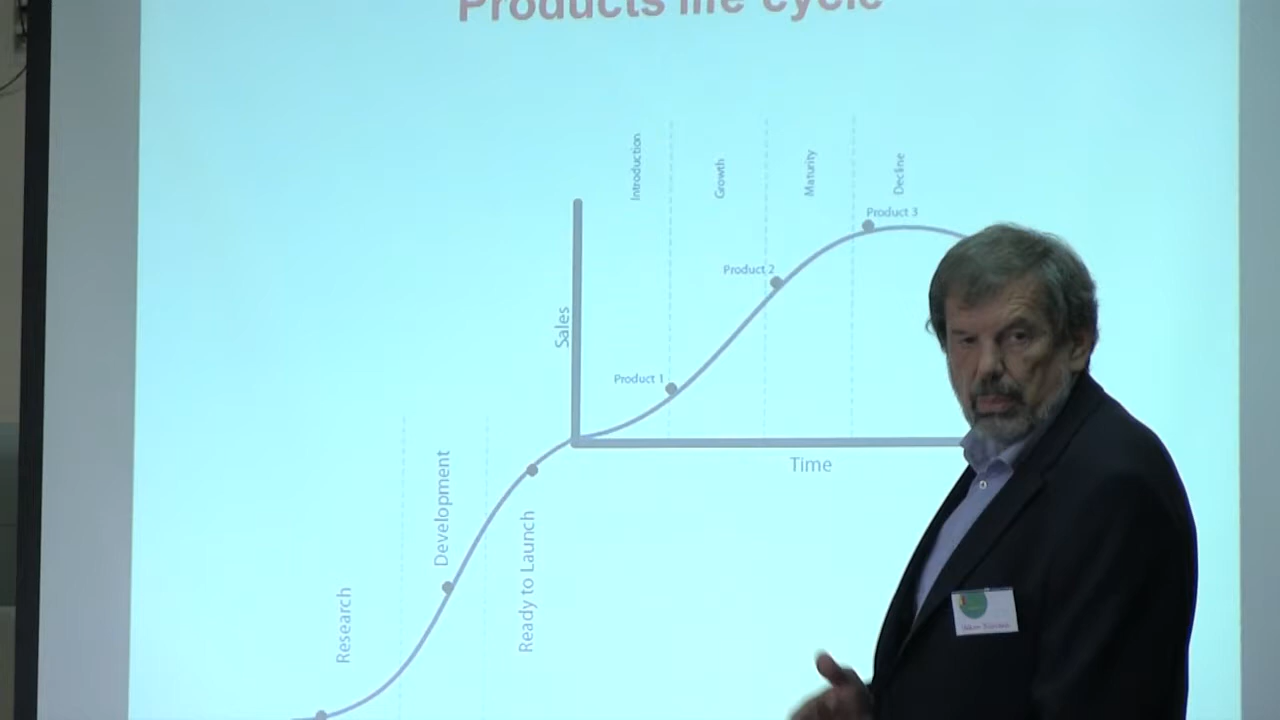 Products life cycle
Introduction
Growth
Maturity
Decline
Product 3
Product 2
Sales
Product 1
Time
Development
Ready to Launch
Research